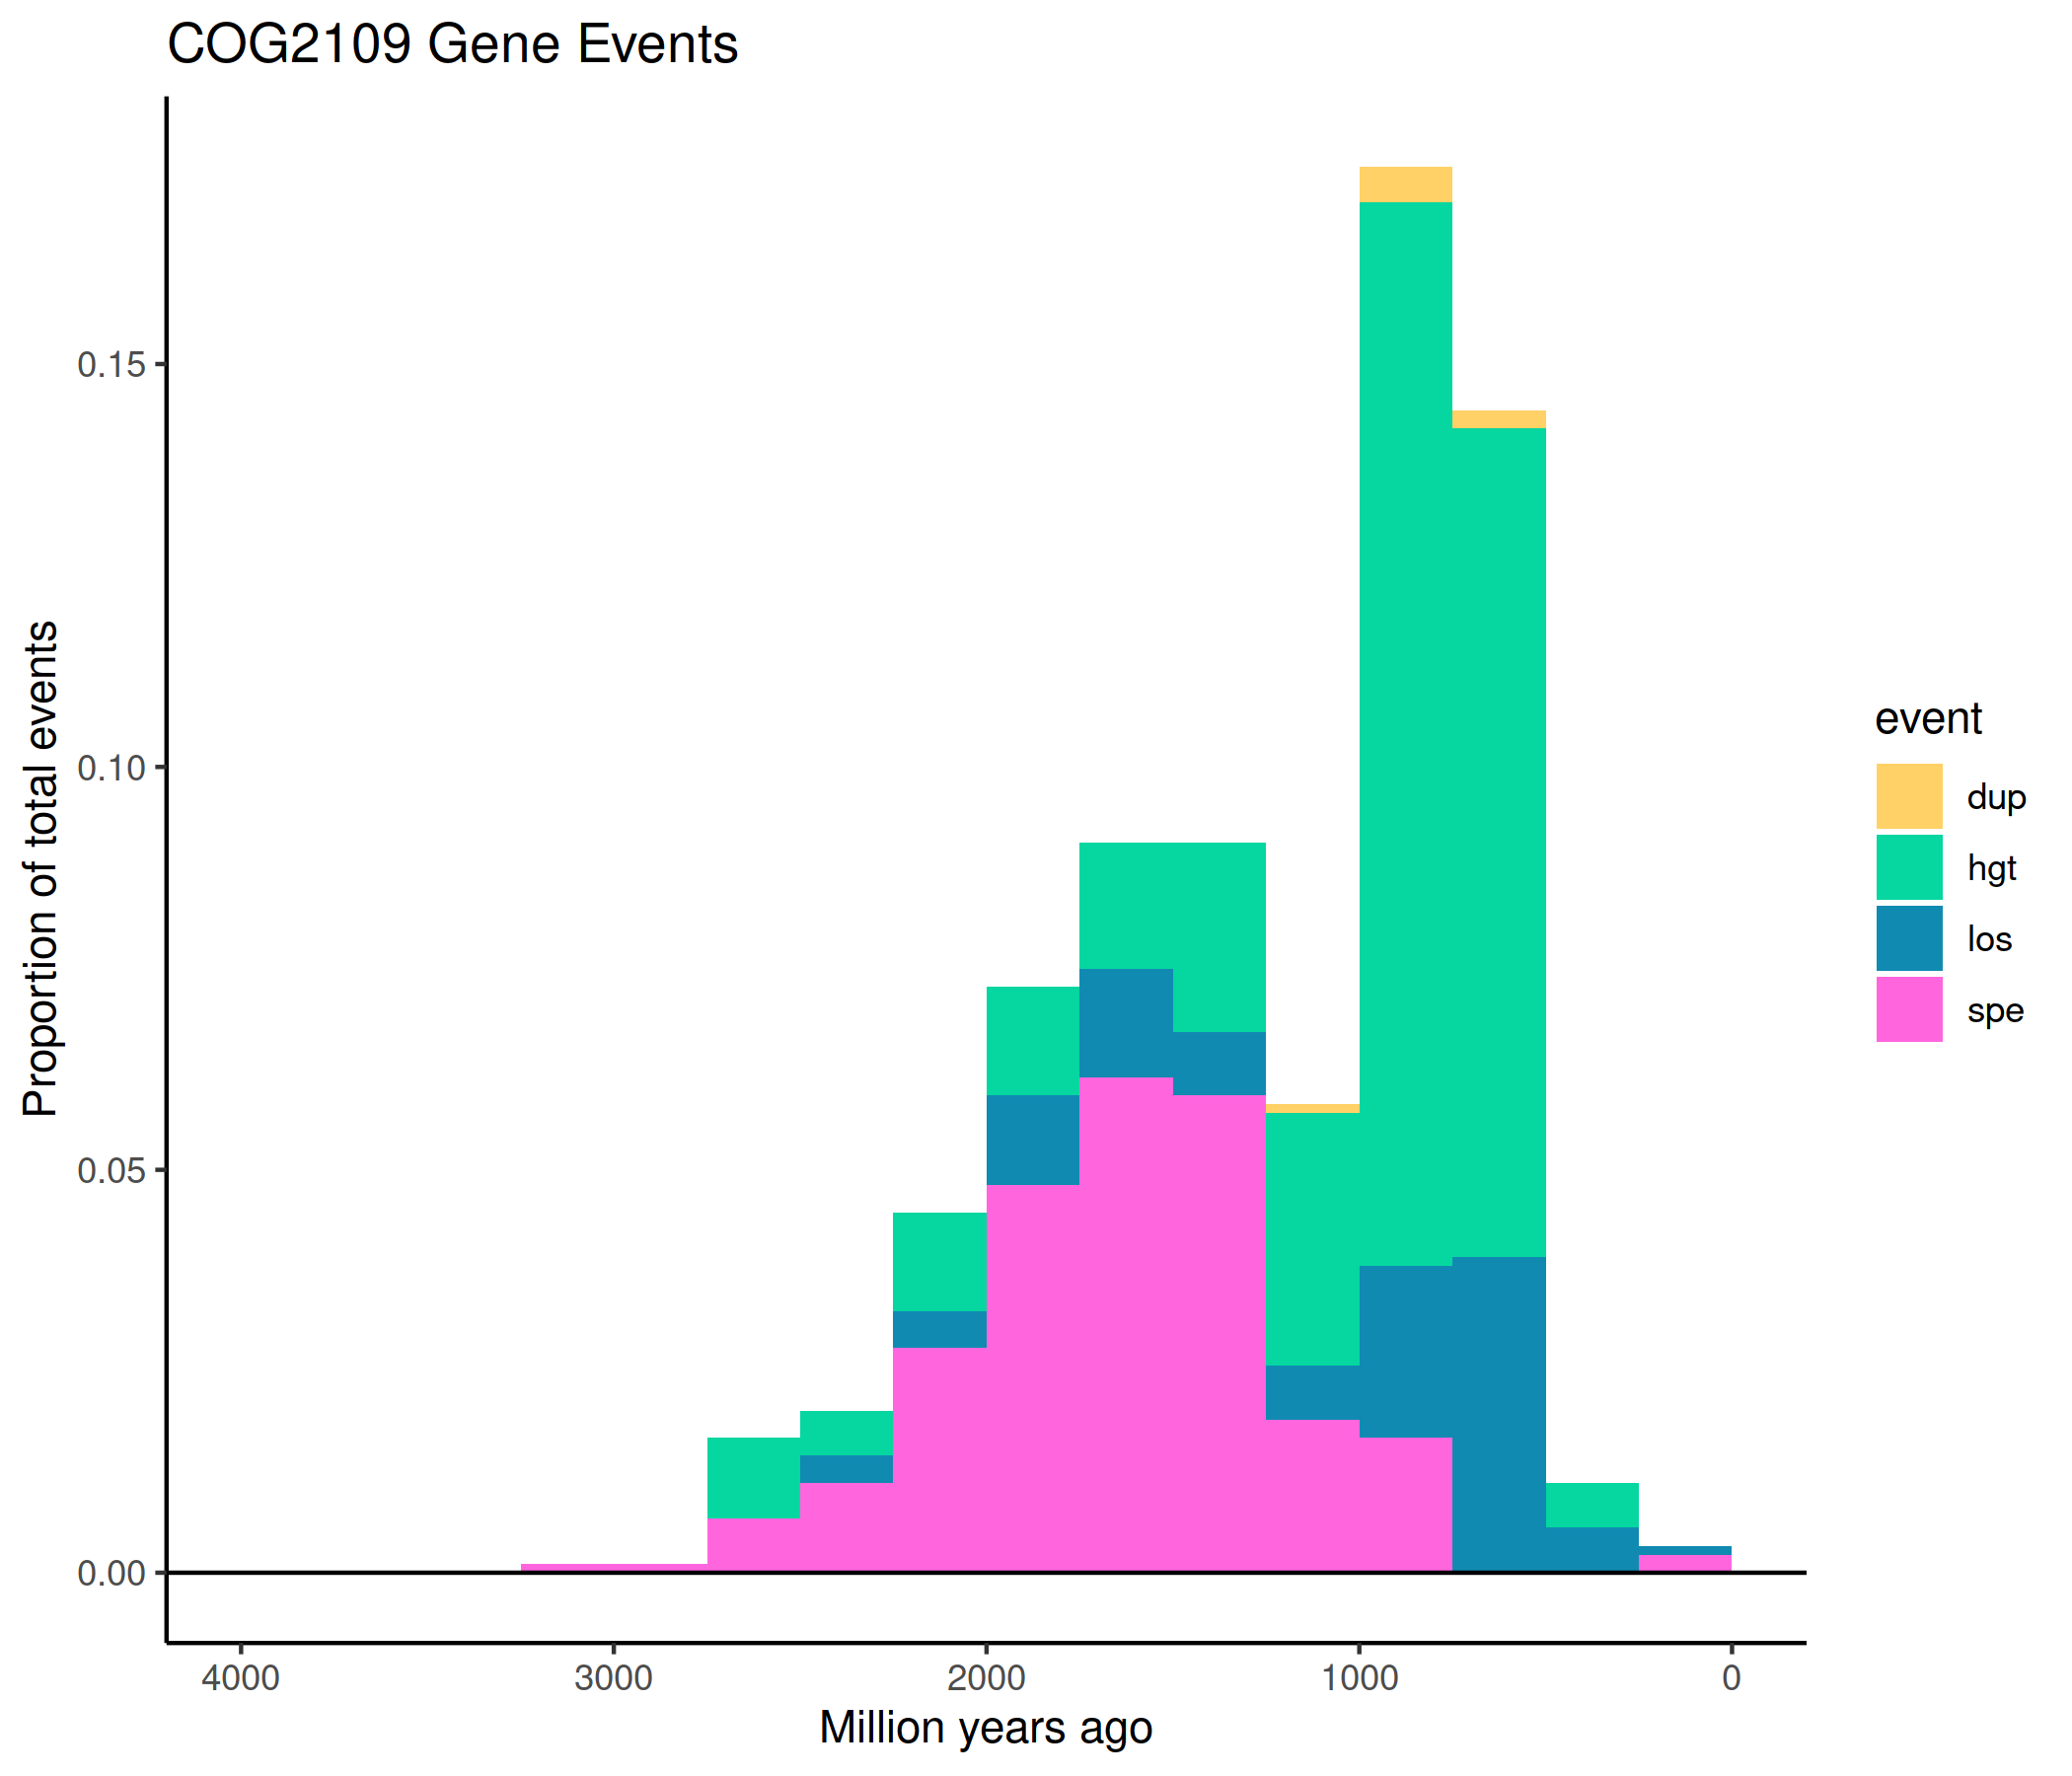 COG2109 Gene Events
Proportion of total events
0.15
0.10
0.05
0.00
4000 3000 2000 1000 0
Million years ago
event
dup
hgt
los
spe